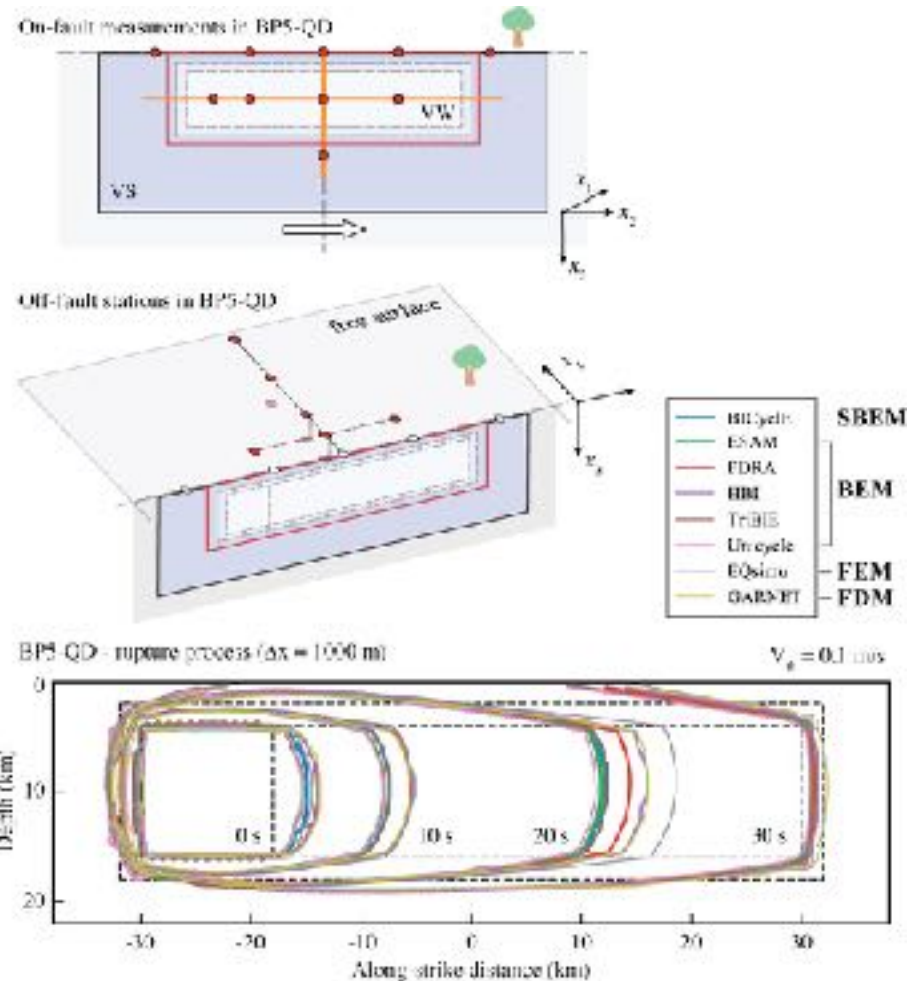 On-fault measurements in BP5-QD
VW
VS
x1
x2
x3
Off-fault stations in BP5-QD
free surface
BICyclE
ESAM
FDRA
HBI
TriBIE
Unicycle
EQsimu
GARNET
SBEM
BEM
FEM
FDM
BP5-QD - rupture process (Δx = 1000 m)
= 0.1 m/s
0
10
20
Depth (km)
0 s
10 s
20 s
30 s
-30
-20
-10
0
10
20
30
Along-strike distance (km)